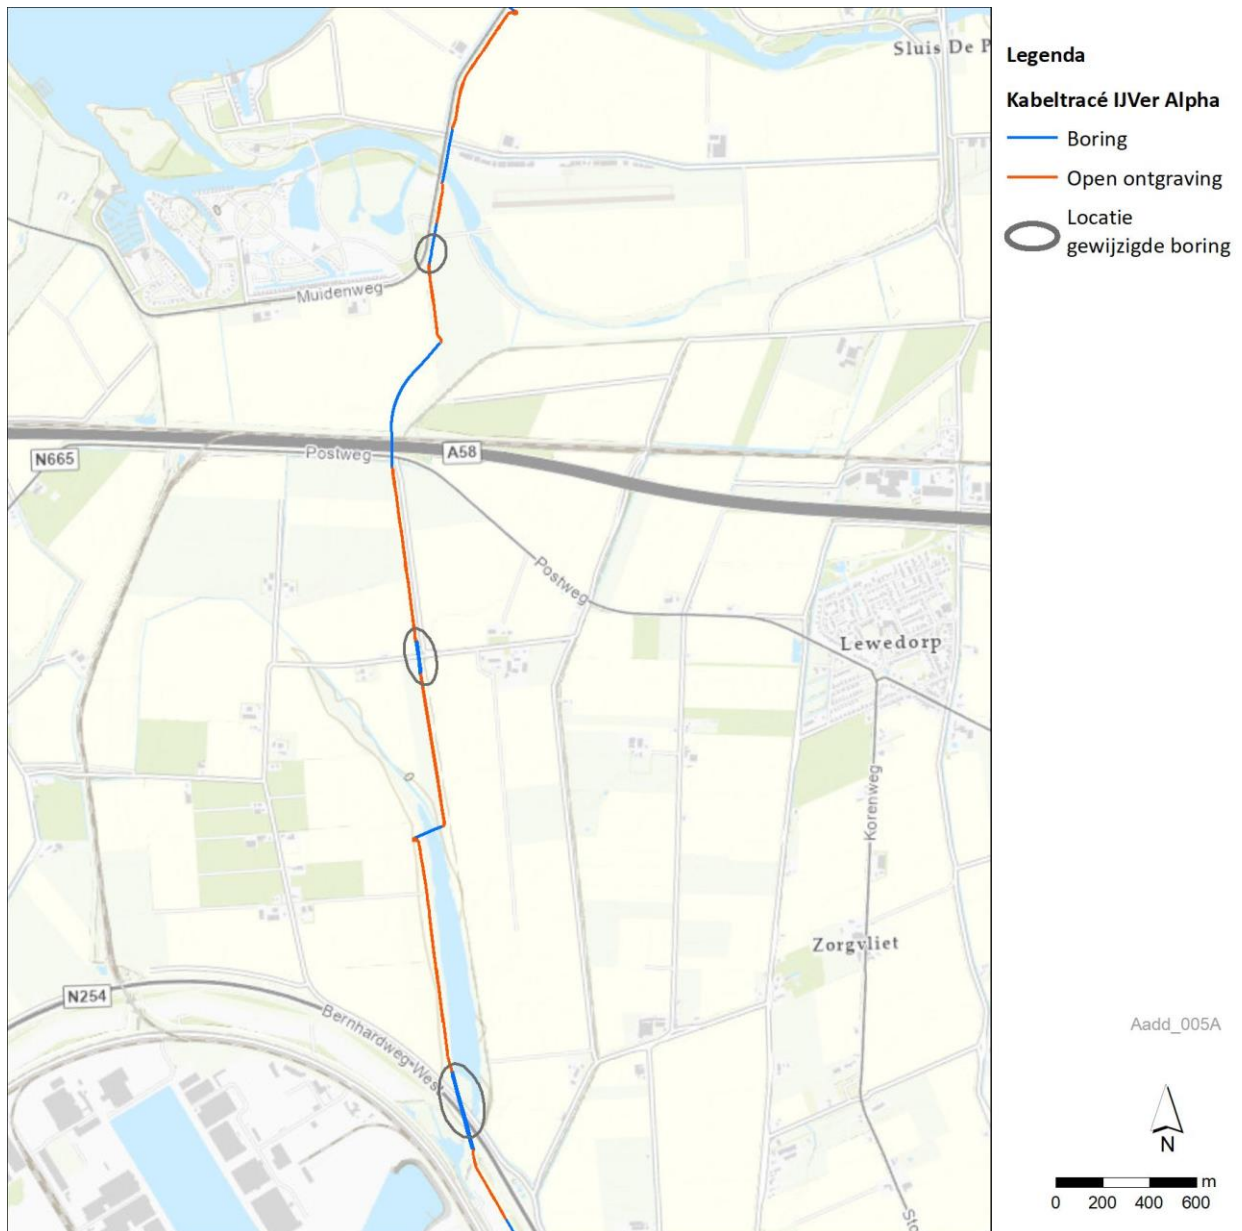 Sluis De P
Muidenweg
N665
Postweg
A58
Postweg
Lewedorp
Korenweg
Zorgvliet
N254
Bernhardweg-West
Sto
Legenda
Kabeltracé IJVer Alpha
Boring
Open ontgraving
Locatie
gewijzigde boring
Aadd_005A
N
m
0 200 400 600